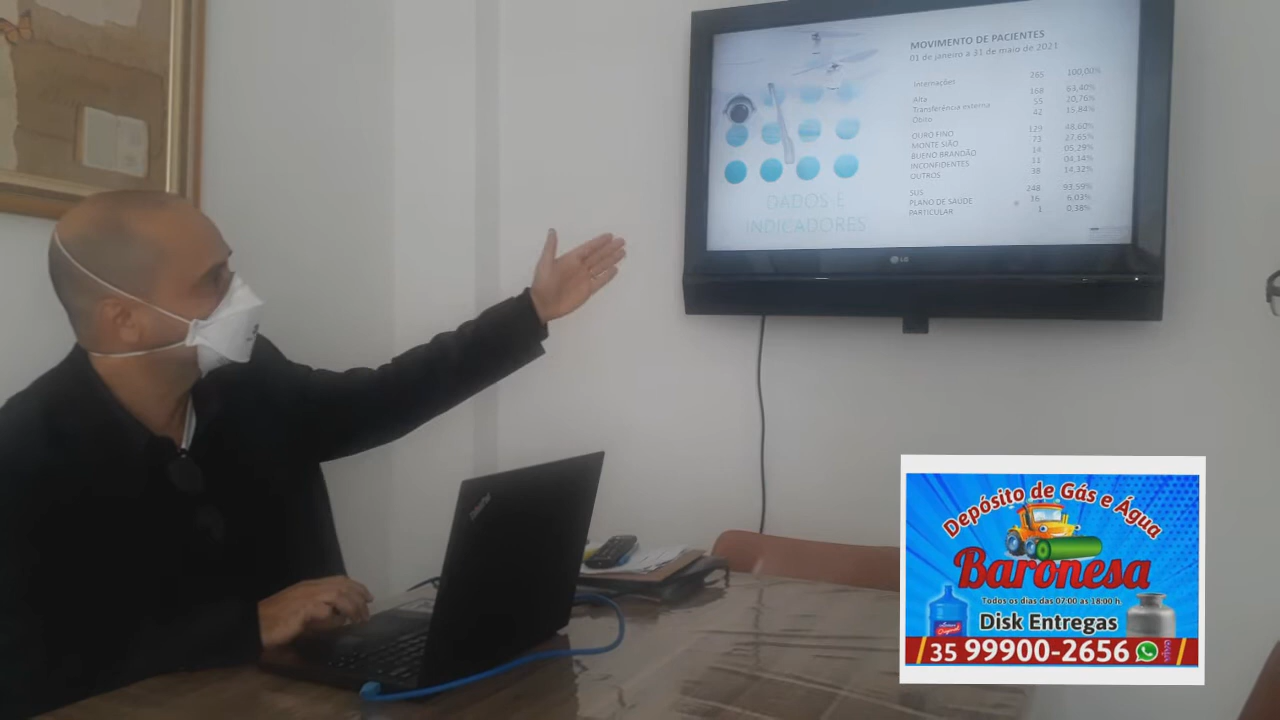 MOVIMENTO DE PACIENTES
01 de janeiro a 31 de maio de 2021
Internações 265 100,00%
Alta 168 63,40%
Transferência externa 55 20,76%
Óbito 42 15,84%
OURO FINO 129 48,60%
MONTE SIÃO 73 27,65%
BUENO BRANDÃO 14 05,29%
INCONFIDENTES 11 04,14%
OUTROS 38 14,32%
SUS 248 93,59%
PLANO DE SAÚDE 16 6,03%
PARTICULAR 1 0,38%
DADOS E
INDICADORES
LG
ThinkPad
Depósito de Gás e Água
Baronesa
Todos os dias das 07:00 as 18:00 h
Disk Entregas
35 99900-2656